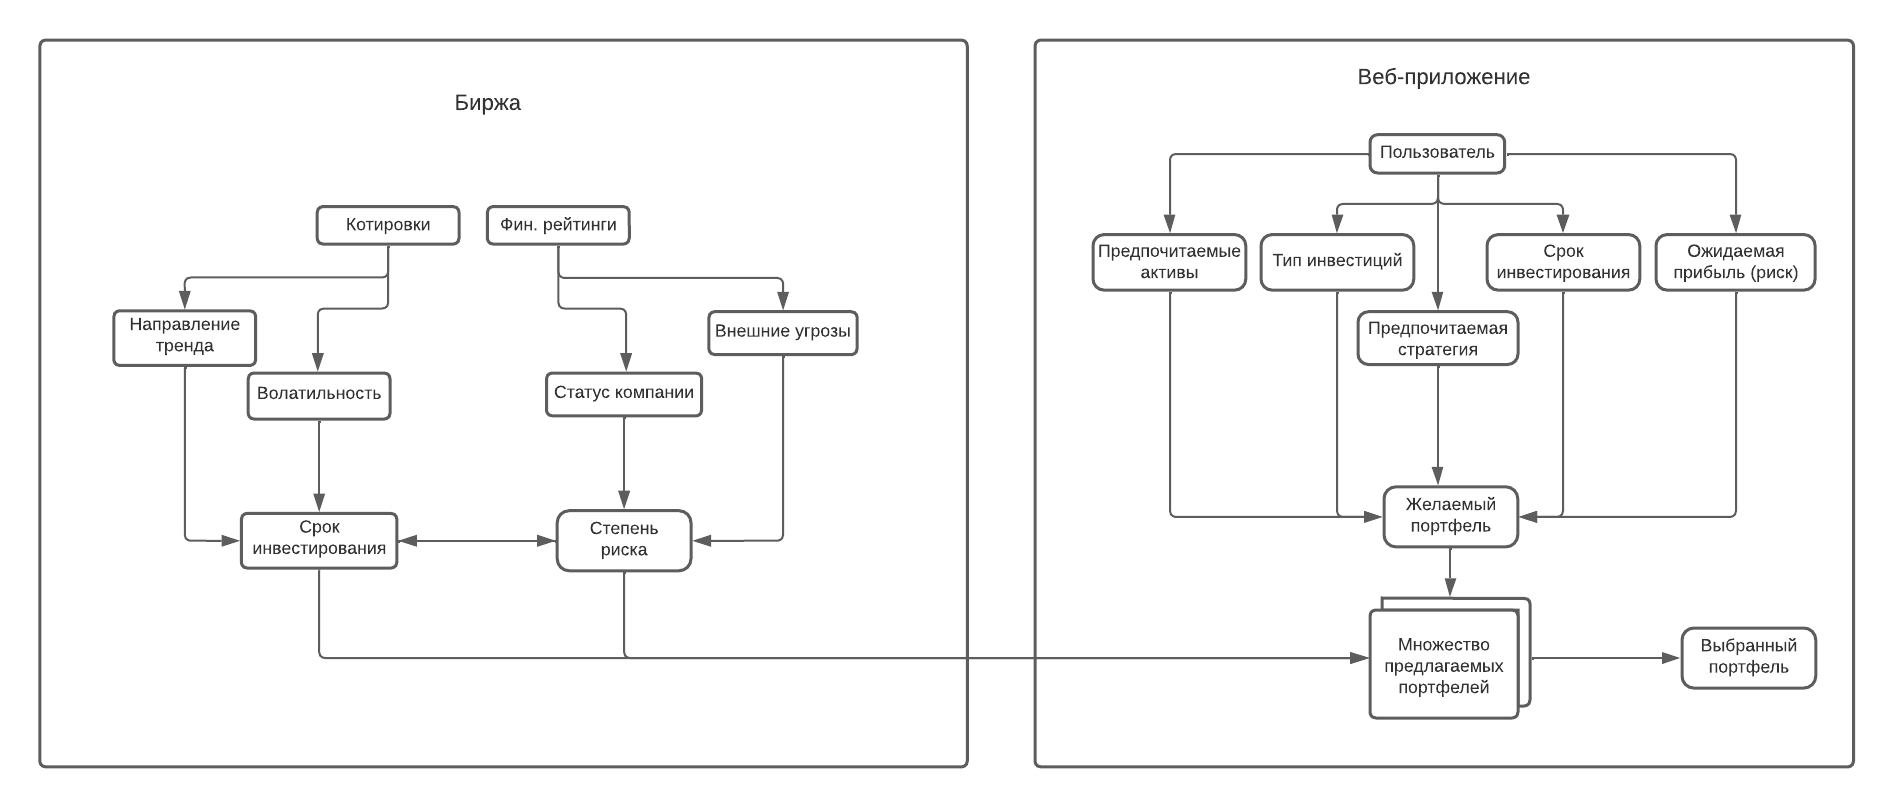 Биржа
Котировки
Фин. рейтинги
Направление
тренда
Внешние угрозы
Волатильность
Статус компании
Срок
инвестирования
Степень
риска
Веб-приложение
Пользователь
Предпочитаемые
активы
Тип инвестиций
Срок
инвестирования
Ожидаемая
прибыль (риск)
Предпочитаемая
стратегия
Желаемый
портфель
Множество
предлагаемых
портфелей
Выбранный
портфель